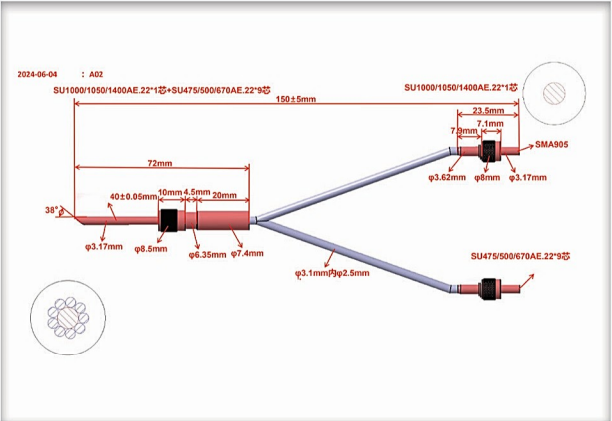 2024-06-04 : A02
SU1000/1050/1400AE.22*1芯+SU475/500/670AE.22*9芯
SU1000/1050/1400AE.22*1芯
150±5mm
23.5mm
7.1mm
7.9mm
SMA905
φ3.62mm
φ8mm
φ3.17mm
72mm
40±0.05mm
10mm
4.5mm
20mm
38°
φ3.17mm
φ8.5mm
φ6.35mm
φ7.4mm
φ3.1mm内φ2.5mm
SU475/500/670AE.22*9芯